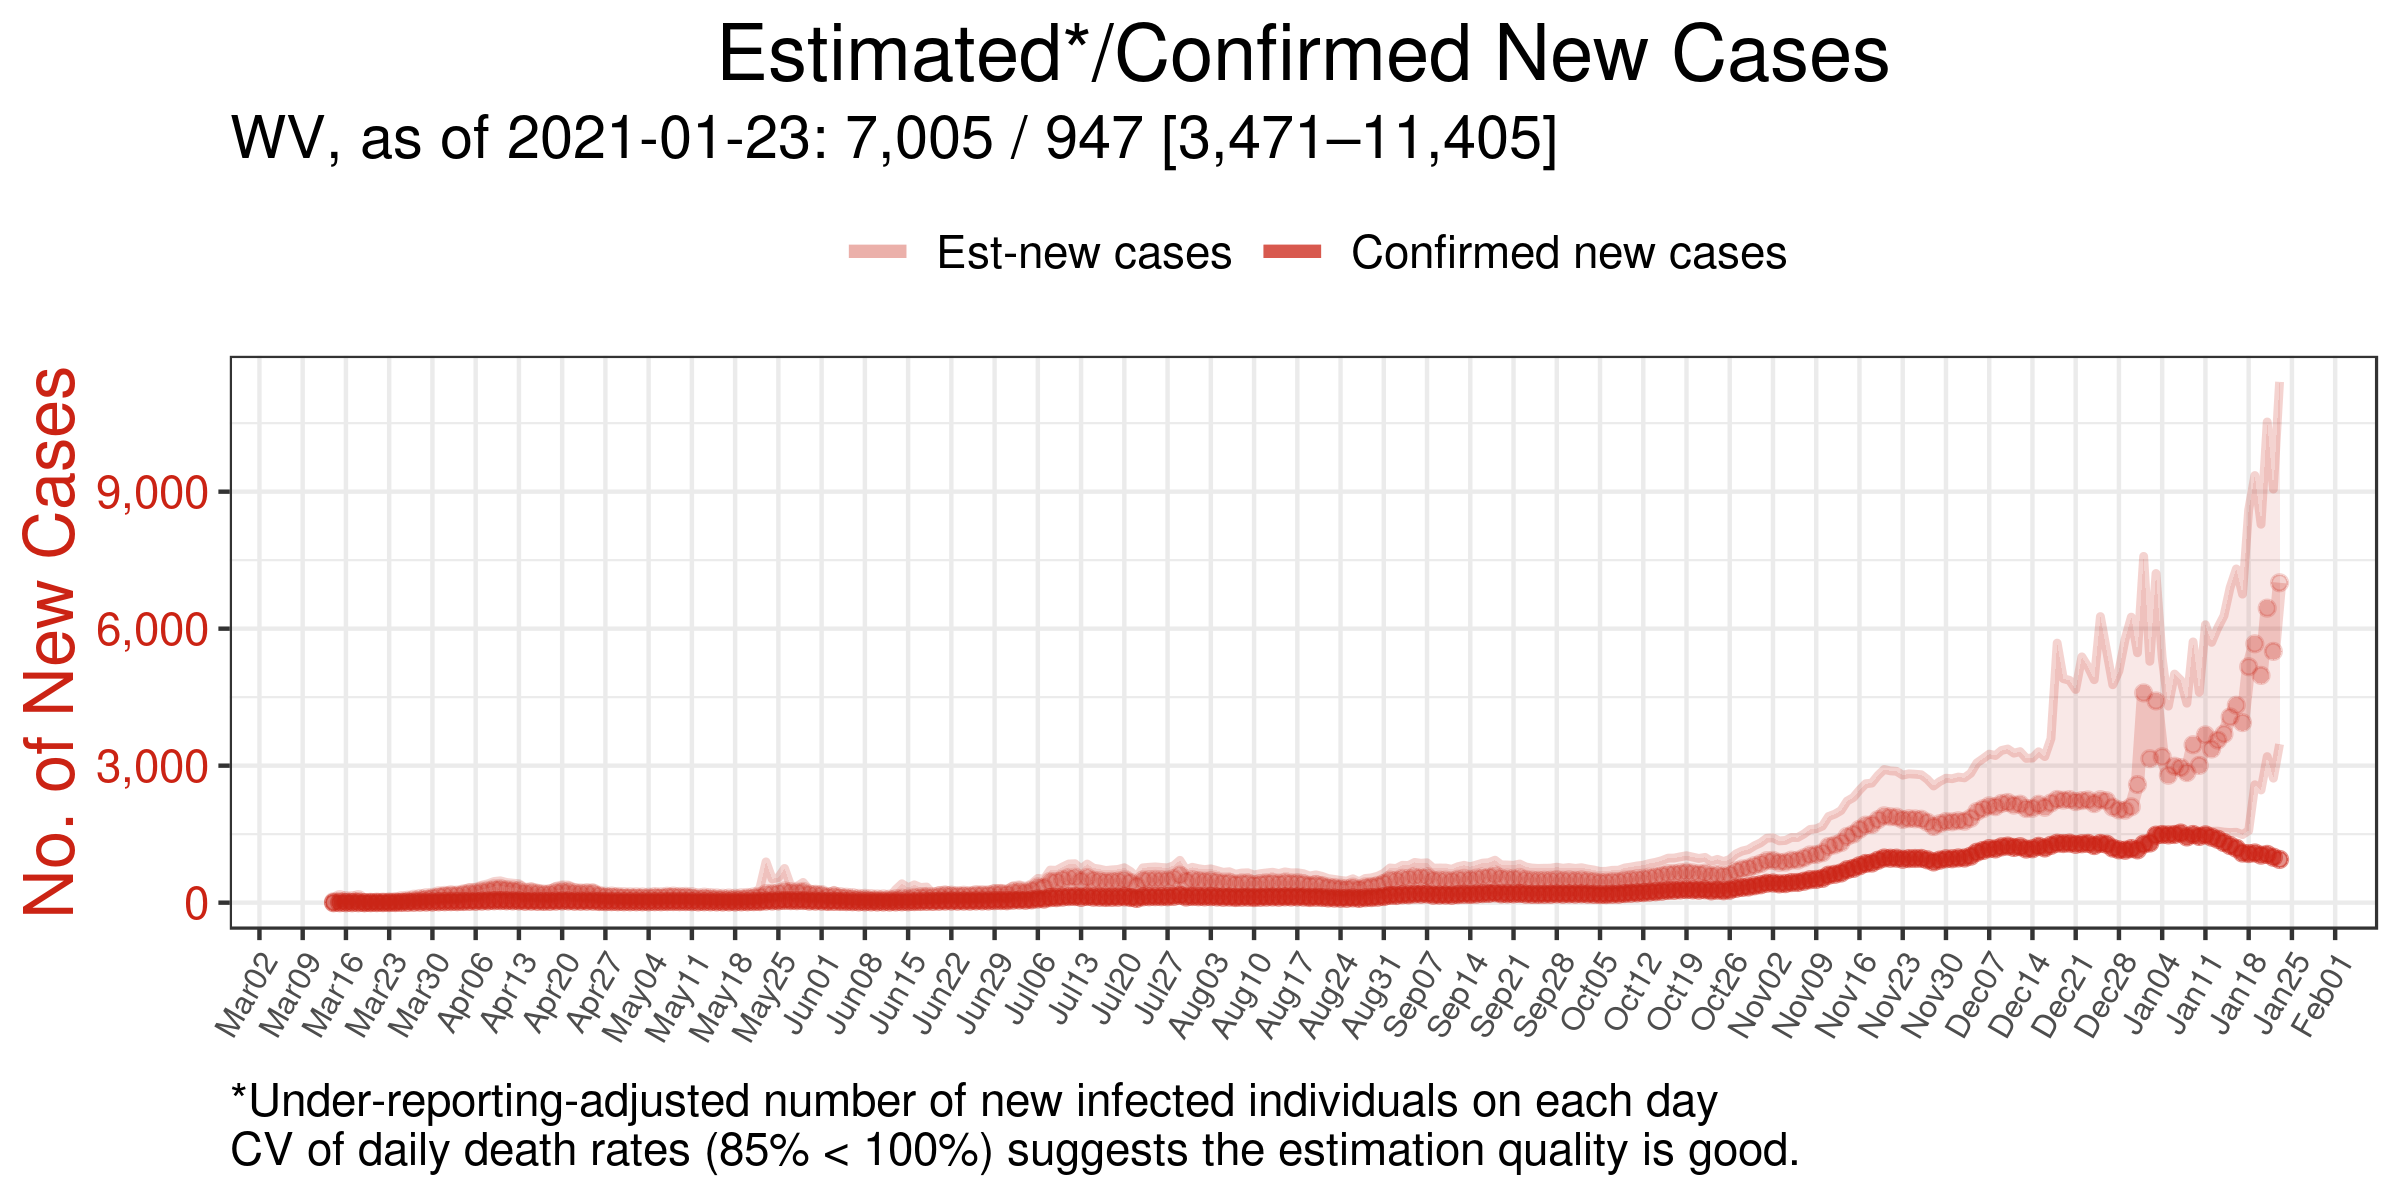 Estimated*/Confirmed New Cases
WV, as of 2021-01-23: 7,005 / 947 [3,471–11,405]
Est-new cases
Confirmed new cases
No. of New Cases
9,000
6,000
3,000
0
Mar02
Mar09
Mar16
Mar23
Mar30
Apr06
Apr13
Apr20
Apr27
May04
May11
May18
May25
Jun01
Jun08
Jun15
Jun22
Jun29
Jul06
Jul13
Jul20
Jul27
Aug03
Aug10
Aug17
Aug24
Aug31
Sep07
Sep14
Sep21
Sep28
Oct05
Oct12
Oct19
Oct26
Nov02
Nov09
Nov16
Nov23
Nov30
Dec07
Dec14
Dec21
Dec28
Jan04
Jan11
Jan18
Jan25
Feb01
*Under-reporting-adjusted number of new infected individuals on each day
CV of daily death rates (85% < 100%) suggests the estimation quality is good.